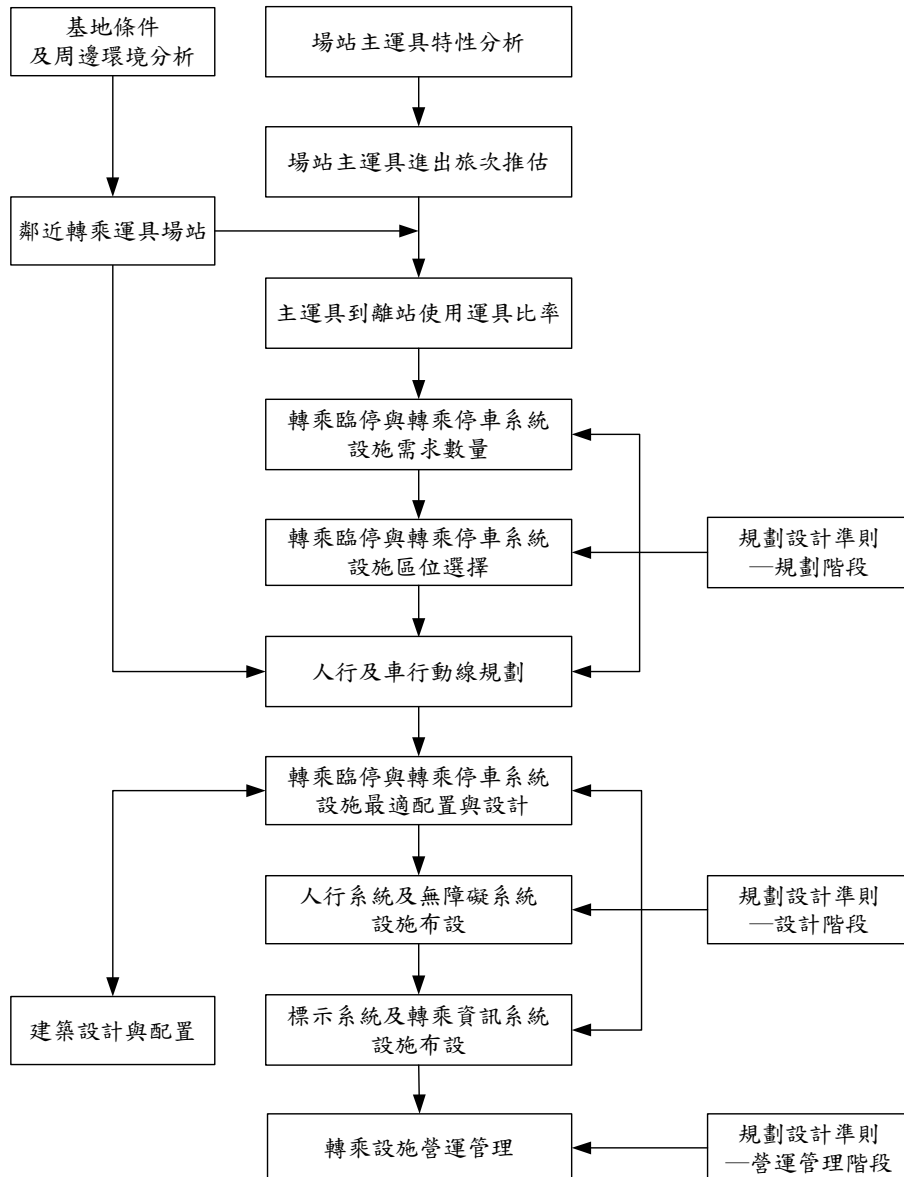 基地條件
及周邊環境分析
場站主運具特性分析
場站主運具進出旅次推估
鄰近轉乘運具場站
主運具到離站使用運具比率
轉乘臨停與轉乘停車系統
設施需求數量
轉乘臨停與轉乘停車系統
設施區位選擇
規劃設計準則
—規劃階段
人行及車行動線規劃
轉乘臨停與轉乘停車系統
設施最適配置與設計
人行系統及無障礙系統
設施布設
規劃設計準則
—設計階段
建築設計與配置
標示系統及轉乘資訊系統
設施布設
轉乘設施營運管理
規劃設計準則
—營運管理階段